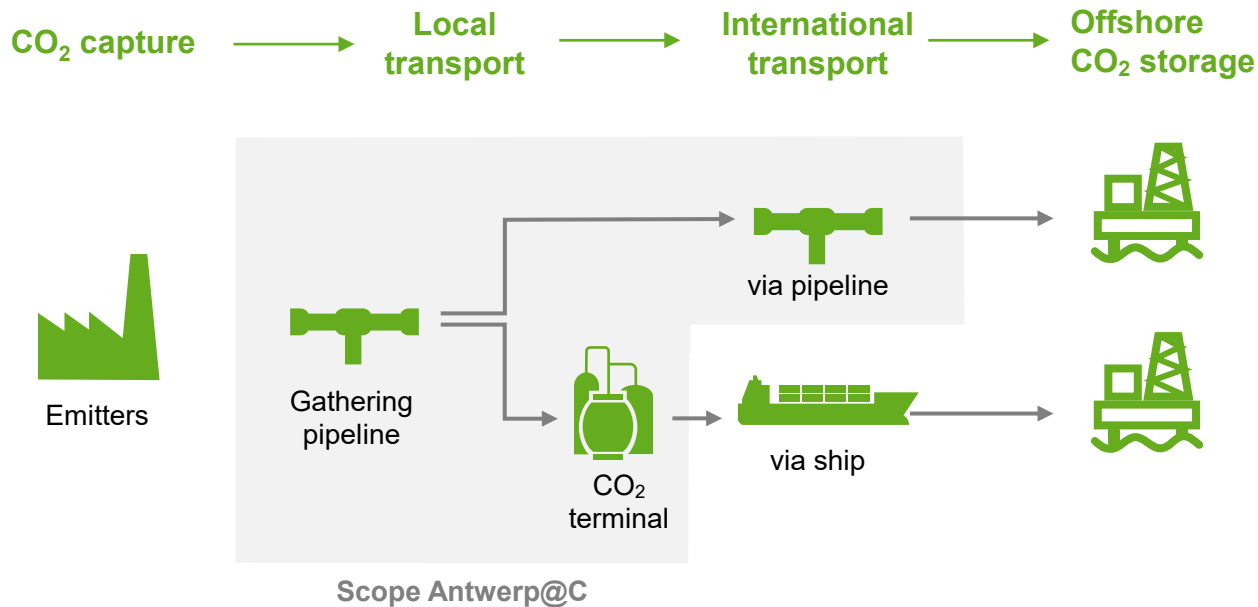 CO₂ capture
Local
transport
International
transport
Offshore
CO₂ storage
via pipeline
Emitters
Gathering
pipeline
via ship
CO₂
terminal
Scope Antwerp@C